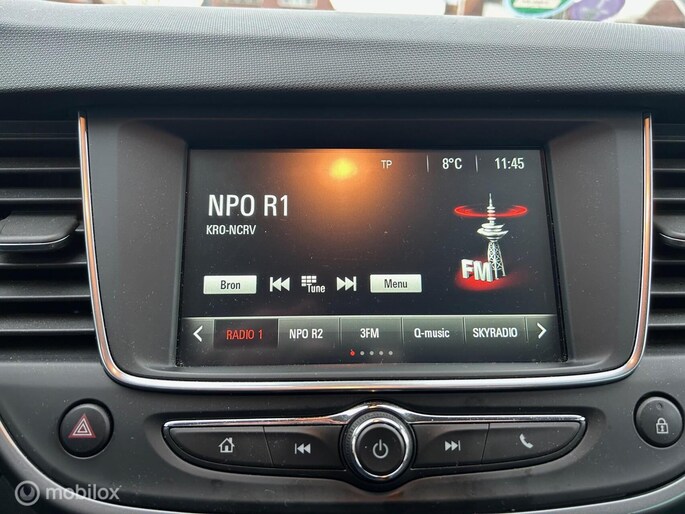 TP 8°C 11:45
NPO R1
KRO-NCRV
FM
Bron Tune Menu
RADIO 1 NPO R2 3FM Q-music SKYRADIO
mobilox